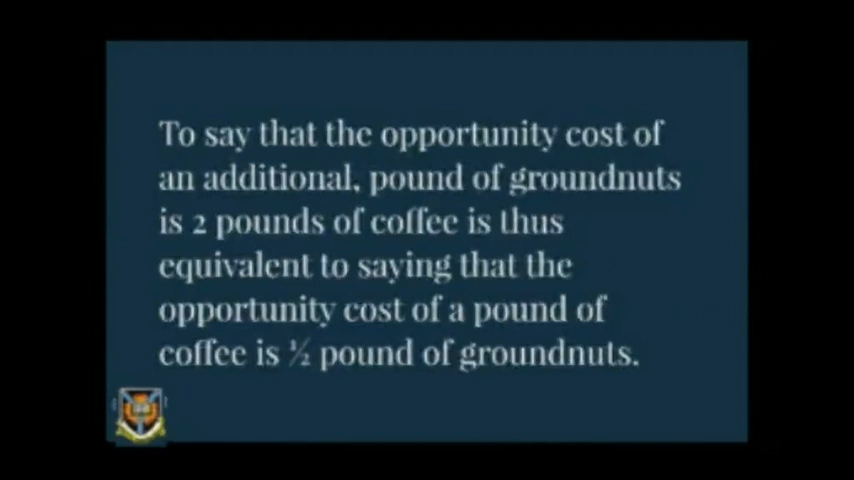 To say that the opportunity cost of
an additional, pound of groundnuts
is 2 pounds of coffee is thus
equivalent to saying that the
opportunity cost of a pound of
coffee is ½ pound of groundnuts.